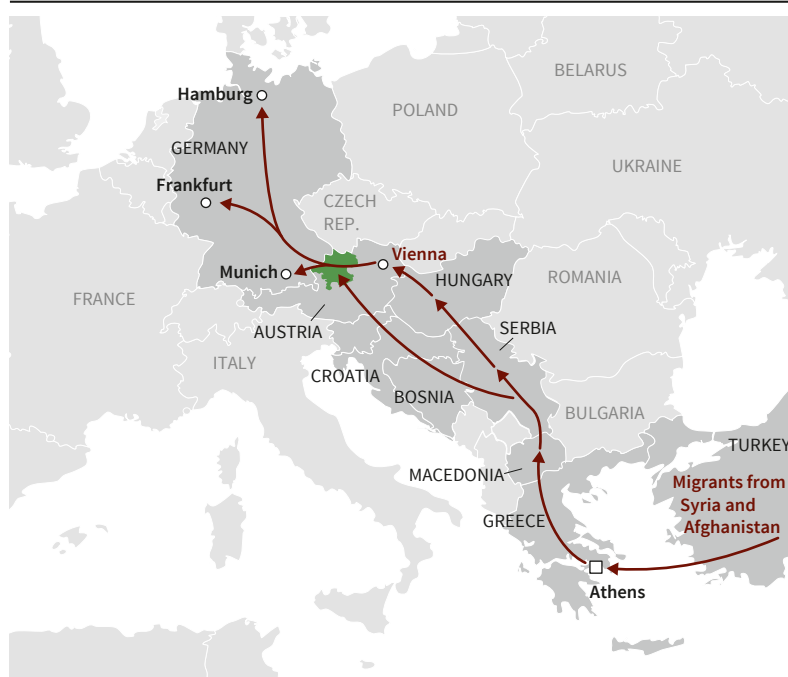 BELARUS
Hamburg
POLAND
GERMANY
UKRAINE
Frankfurt
CZECH
REP.
Vienna
Munich
HUNGARY
ROMANIA
FRANCE
AUSTRIA
SERBIA
ITALY
CROATIA
BOSNIA
BULGARIA
TURKEY
MACEDONIA
Migrants from
Syria and
Afghanistan
GREECE
Athens